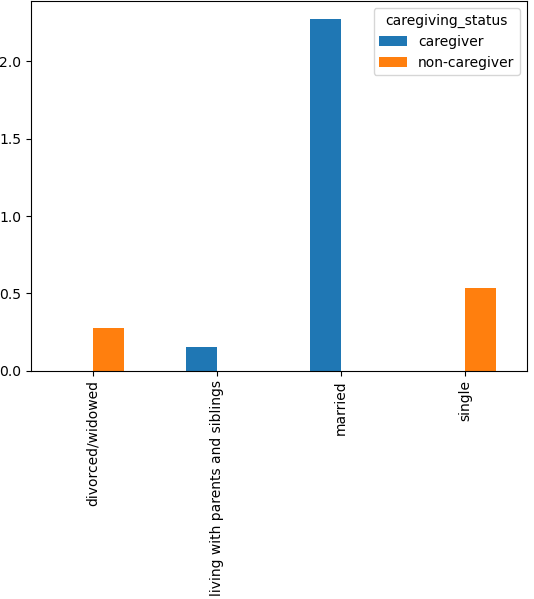 caregiving_status
caregiver
non-caregiver
2.0
1.5
1.0
0.5
0.0
divorced/widowed
living with parents and siblings
married
single